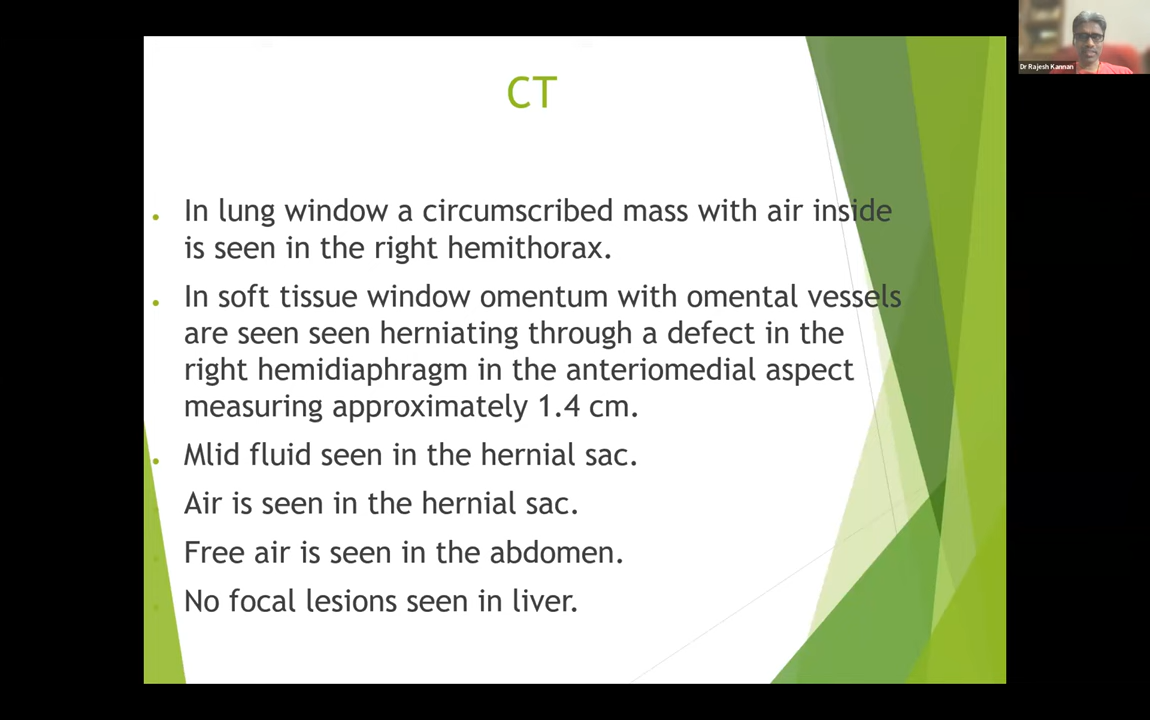 Dr Rajesh Kannan
CT
. In lung window a circumscribed mass with air inside
is seen in the right hemithorax.
. In soft tissue window omentum with omental vessels
are seen seen herniating through a defect in the
right hemidiaphragm in the anteriomedial aspect
measuring approximately 1.4 cm.
. Mlid fluid seen in the hernial sac.
Air is seen in the hernial sac.
Free air is seen in the abdomen.
No focal lesions seen in liver.